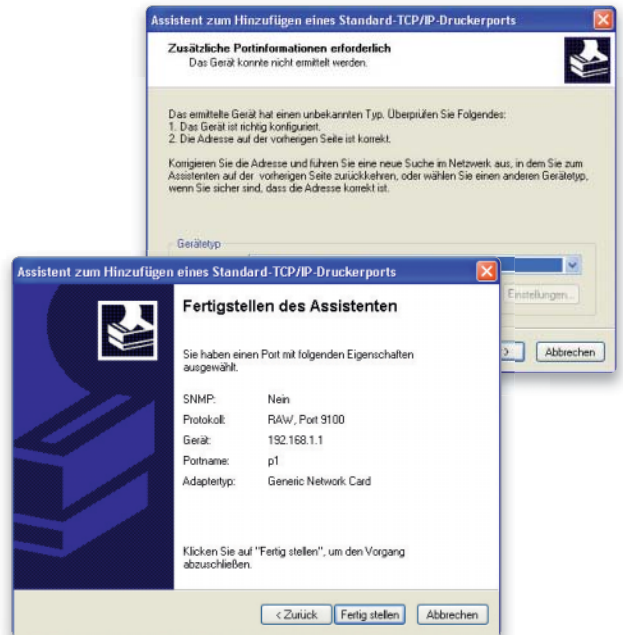 Assistent zum Hinzufügen eines Standard-TCP/IP-Druckerports
Zusätzliche Portinformationen erforderlich
Das Gerät konnte nicht ermittelt werden.
Das ermittelte Gerät hat einen unbekannten Typ. Überprüfen Sie Folgendes:
1. Das Gerät ist richtig konfiguriert.
2. Die Adresse auf der vorherigen Seite ist korrekt.
Korrigieren Sie die Adresse und führen Sie eine neue Suche im Netzwerk aus, in dem Sie zum
Assistenten auf der vorherigen Seite zurückkehren, oder wählen Sie einen anderen Gerätetyp,
wenn Sie sicher sind, dass die Adresse korrekt ist.
Gerätetyp
Einstellungen...
> Abbrechen
Assistent zum Hinzufügen eines Standard-TCP/IP-Druckerports
Fertigstellen des Assistenten
Sie haben einen Port mit folgenden Eigenschaften
ausgewählt.
SNMP: Nein
Protokoll: RAW, Port 9100
Gerät: 192.168.1.1
Portname: p1
Adaptertyp: Generic Network Card
Klicken Sie auf "Fertig stellen", um den Vorgang
abzuschließen.
< Zurück Fertig stellen Abbrechen